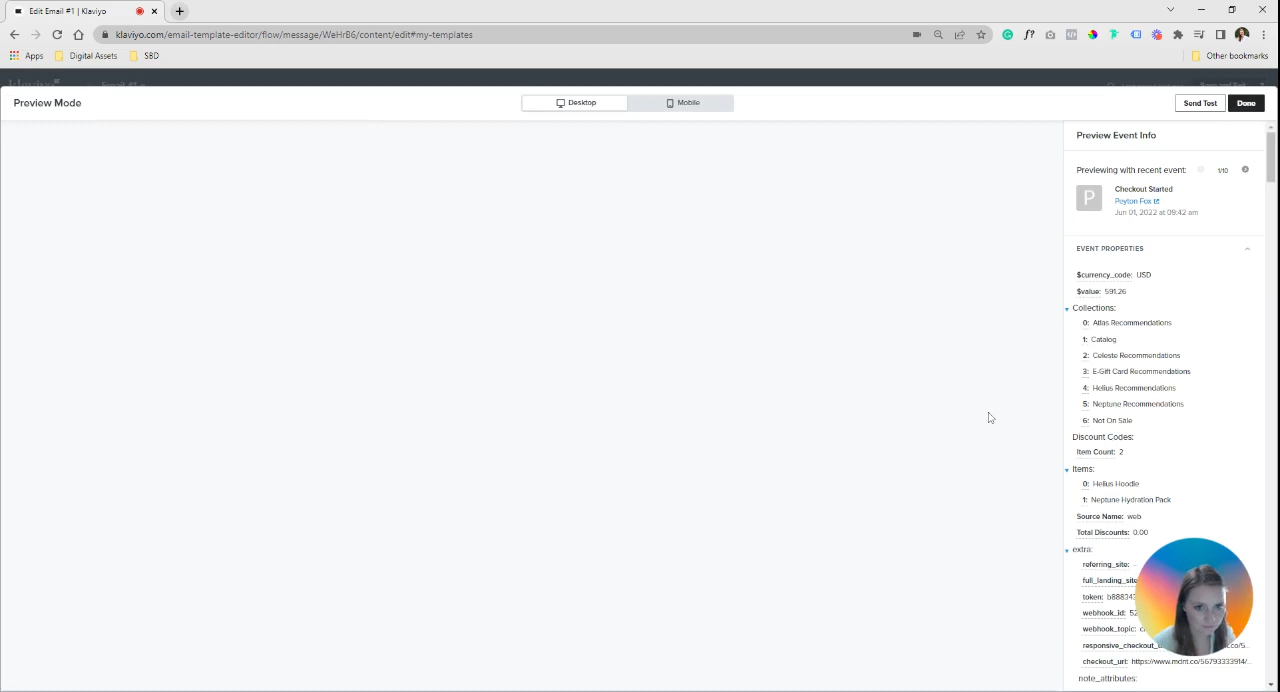 Edit Email #1 | Klaviyo
klaviyo.com/email-template-editor/flow/message/WeHrB6/content/edit#my-templates
Apps Digital Assets SBD Other bookmarks
Preview Mode Desktop Mobile Send Test Done
Preview Event Info
Previewing with recent event: 1/10
P
Checkout Started
Peyton Fox
Jun 01, 2022 at 09:42 am
EVENT PROPERTIES
$currency_code: USD
$value: 591.26
Collections:
0: Atlas Recommendations
1: Catalog
2: Celeste Recommendations
3: E-Gift Card Recommendations
4: Helius Recommendations
5: Neptune Recommendations
6: Not On Sale
Discount Codes:
Item Count: 2
Items:
0: Helius Hoodie
1: Neptune Hydration Pack
Source Name: web
Total Discounts: 0.00
extra:
referring_site:
full_landing_site
token: b88834
webhook_id: 52
webhook_topic:
responsive_checkout_
checkout_url: https://www.mdnt.co/56793333914/...
note_attributes: